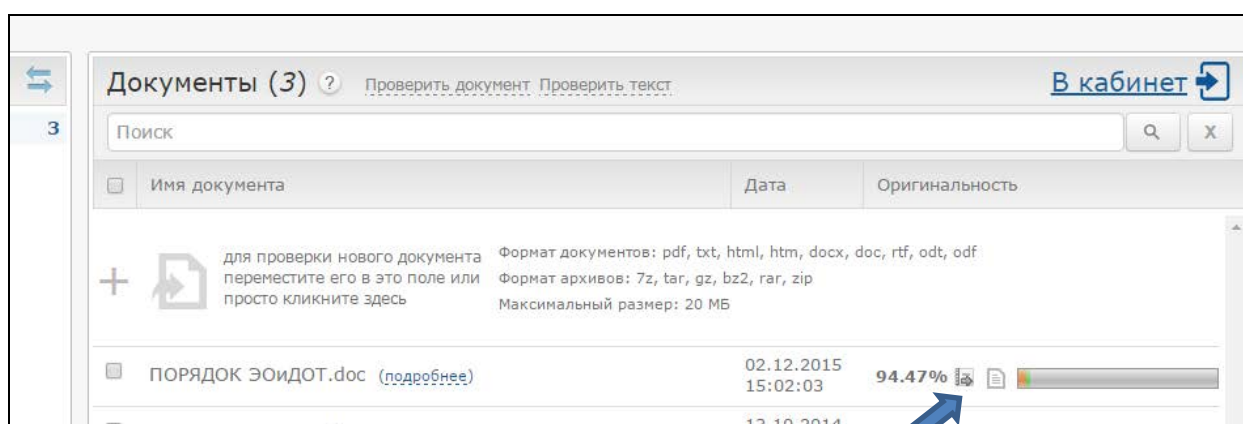 Документы (3) ? Проверить документ Проверить текст В кабинет
3
Поиск X
Имя документа Дата Оригинальность
для проверки нового документа
переместите его в это поле или
просто кликните здесь
Формат документов: pdf, txt, html, htm, docx, doc, rtf, odt, odf
Формат архивов: 7z, tar, gz, bz2, rar, zip
Максимальный размер: 20 МБ
ПОРЯДОК ЭОиДОТ.doc (подробнее) 02.12.2015
15:02:03 94.47%